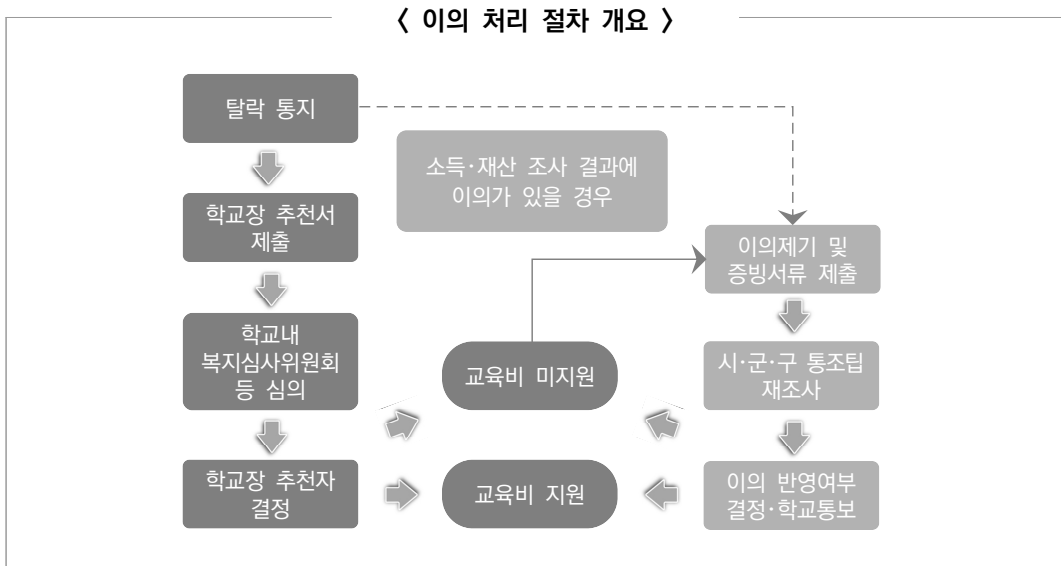 〈 이의 처리 절차 개요 〉
탈락 통지
소득·재산 조사 결과에
이의가 있을 경우
학교장 추천서
제출
이의제기 및
증빙서류 제출
학교내
복지심사위원회
등 심의
교육비 미지원
시·군·구 통조팀
재조사
학교장 추천자
결정
교육비 지원
이의 반영여부
결정·학교통보